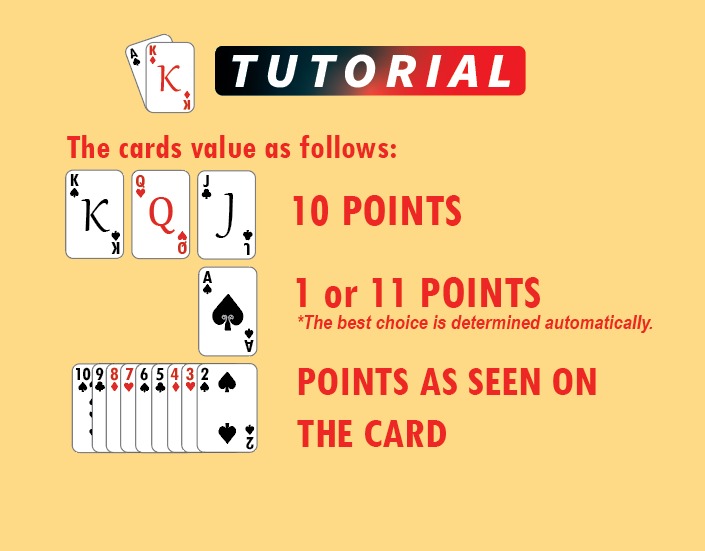 A K K K
TUTORIAL
The cards value as follows:
K K K Q Q Q J J J
10 POINTS
A A
1 or 11 POINTS
*The best choice is determined automatically.
10 9 8 7 6 5 4 3 2 2
POINTS AS SEEN ON
THE CARD